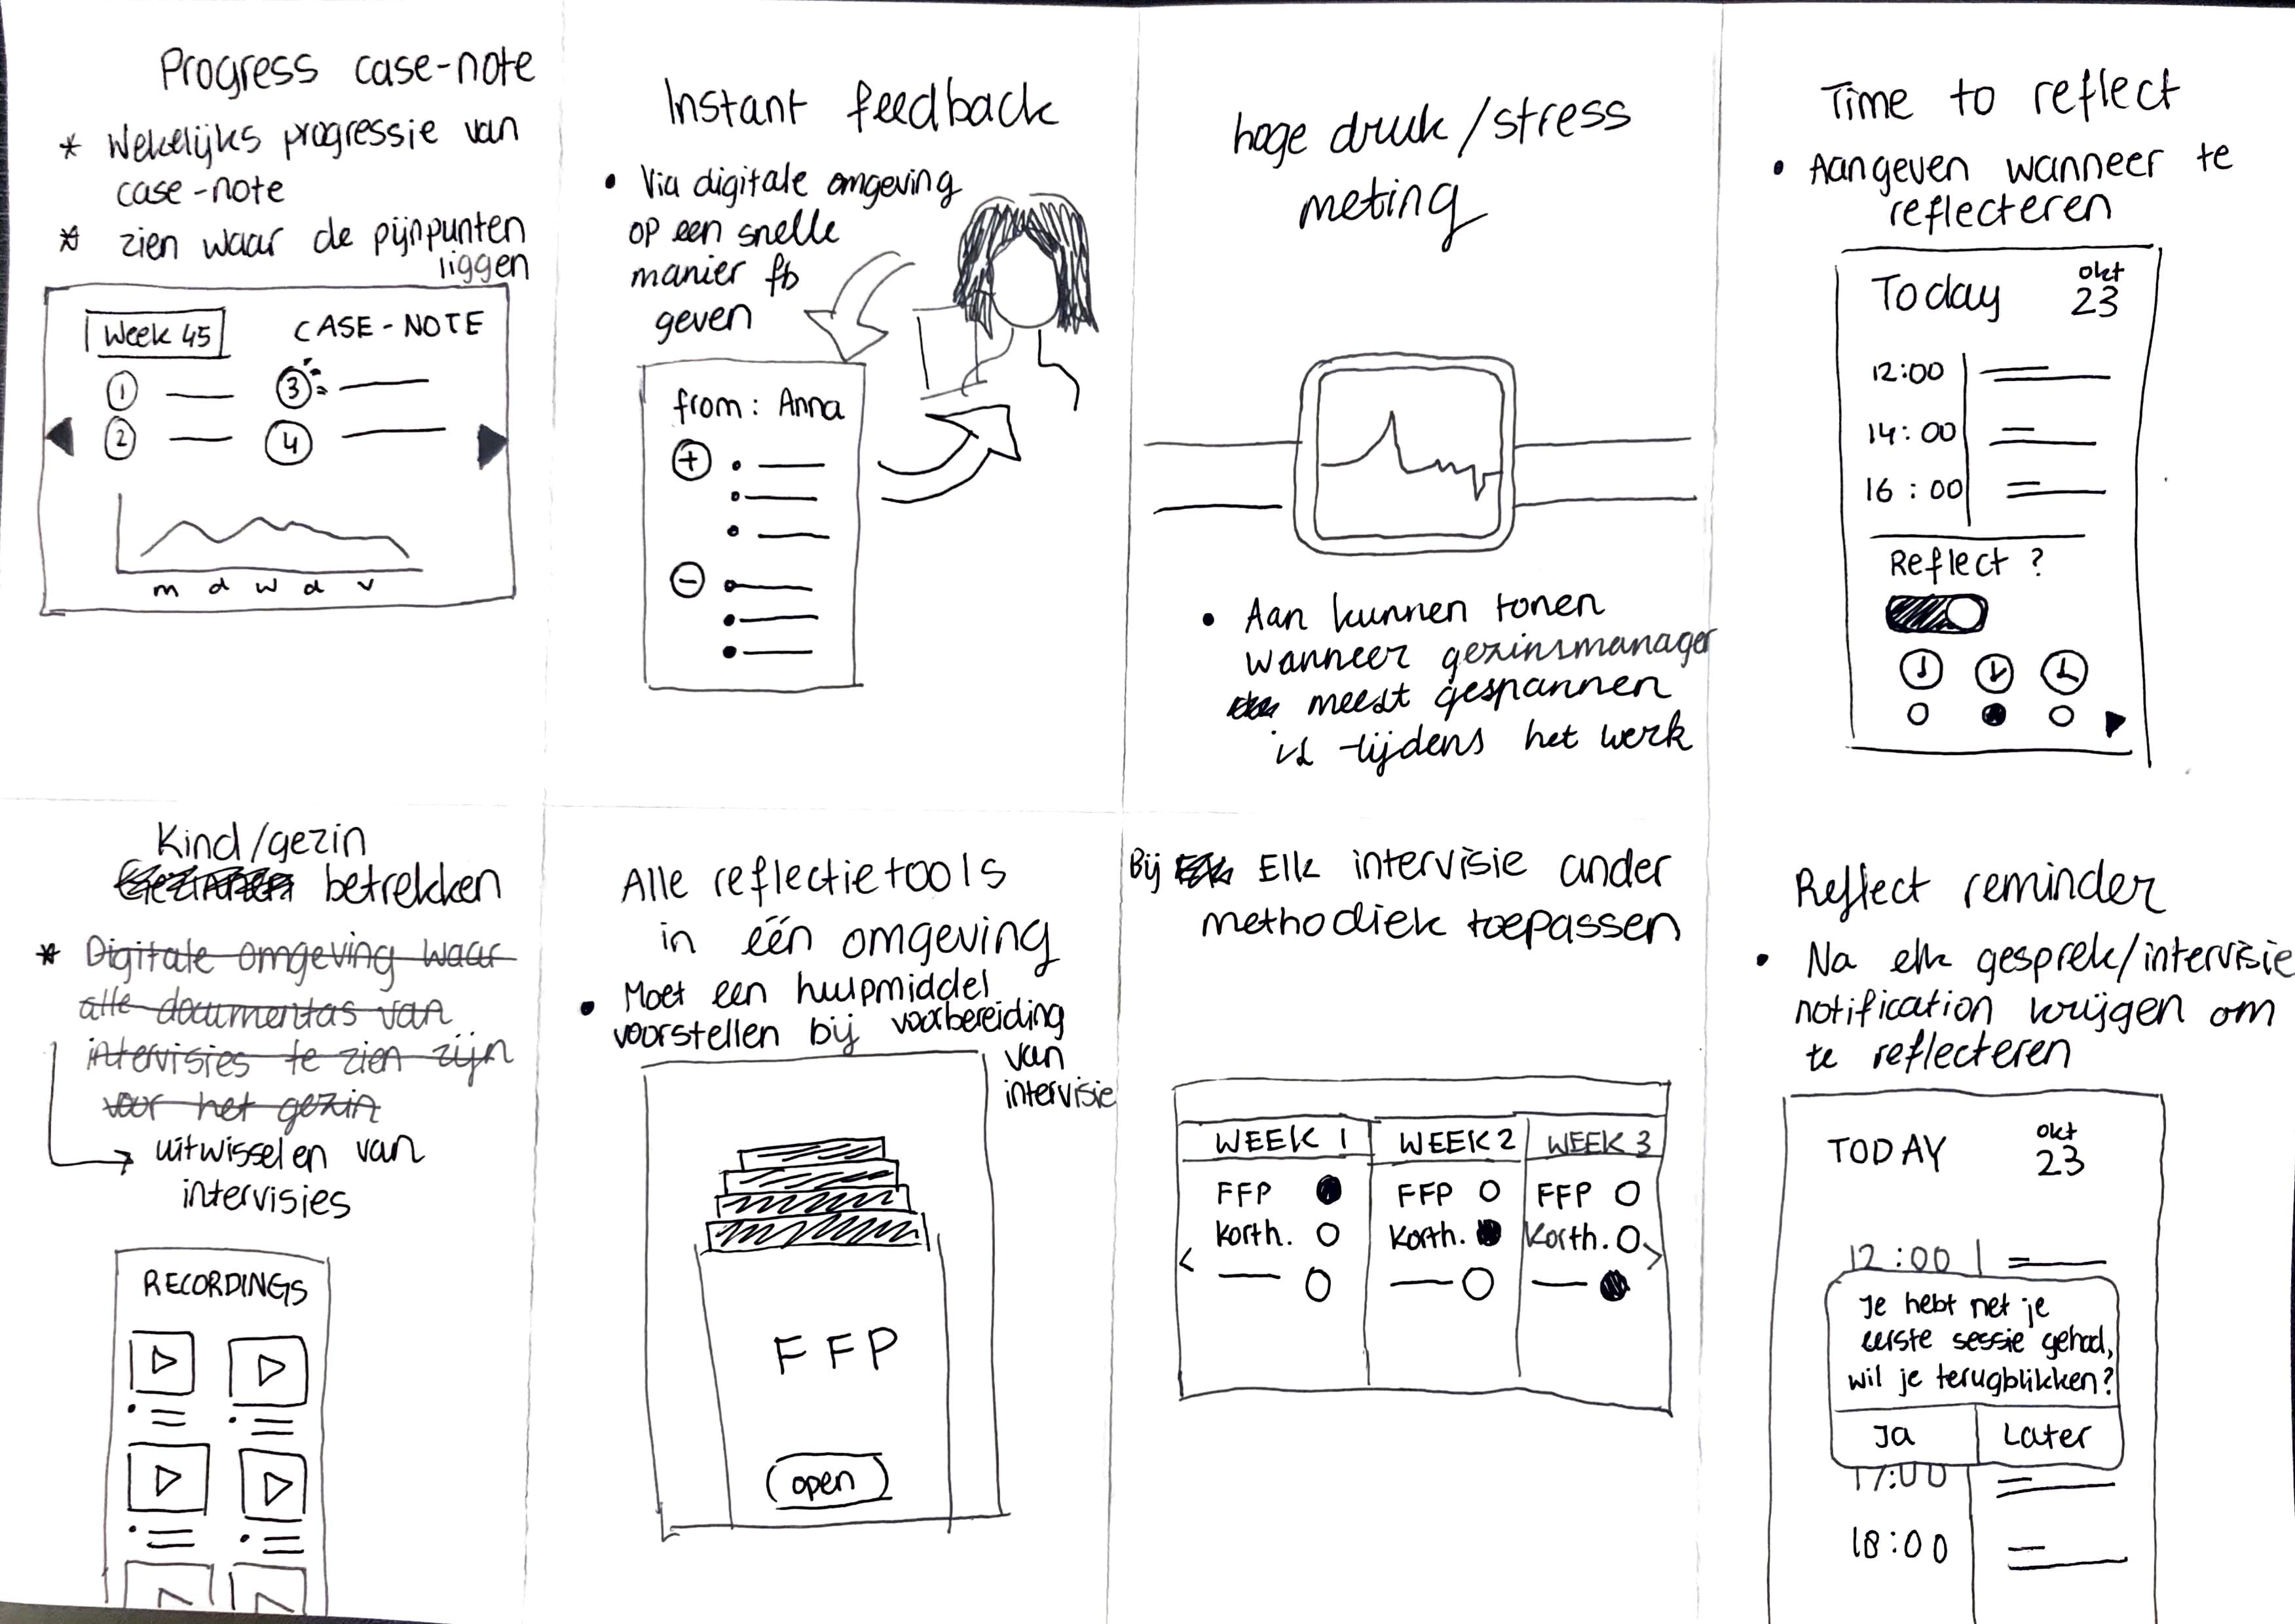 Progress case-note
* Wekelijks progressie van
case-note
* zien waar de pijnpunten
liggen
Week 45 CASE-NOTE
1 3
2 4
m d w d v
Instant feedback
• Via digitale omgeving
op een snelle
manier fb
geven
from: Anna
+
-
hoge druk/stress
meting
• Aan kunnen tonen
wanneer gezinsmanager
meest gespannen
is tijdens het werk
Time to reflect
• Aangeven wanneer te
reflecteren
Today okt
23
12:00
14:00
16:00
Reflect?
Kind/gezin
betrekken
* Digitale omgeving waar
alle documentas van
intervisies te zien zijn
voor het gezin
→ uitwisselen van
intervisies
RECORDINGS
Alle reflectietools
in één omgeving
• Moet een hulpmiddel
voorstellen bij voorbereiding
van
intervisie
FFP
open
Bij Elk intervisie ander
methodiek toepassen
WEEK 1 WEEK 2 WEEK 3
FFP FFP FFP
Korth. Korth. Korth.
< >
Reflect reminder
• Na elk gesprek/intervisie
notification krijgen om
te reflecteren
TODAY okt
23
12:00
Je hebt net je
eerste sessie gehad,
wil je terugblikken?
Ja Later
17:00
18:00